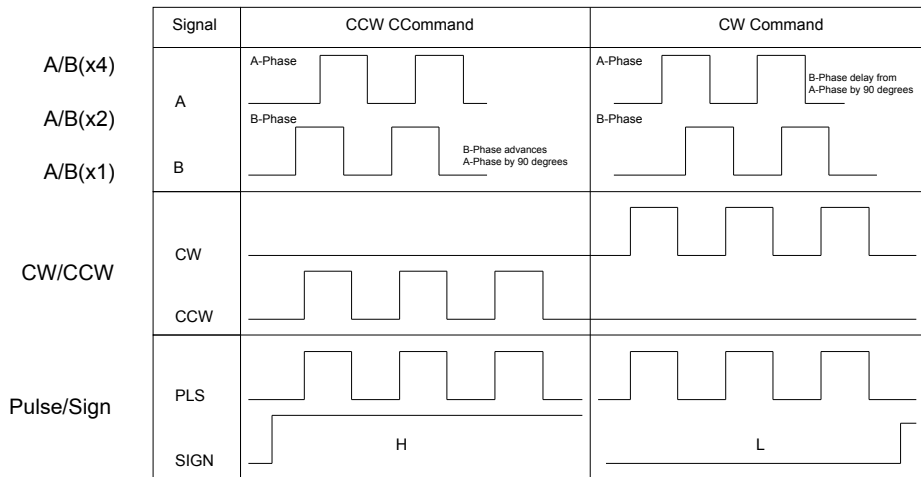 Signal
CCW CCommand
CW Command
A/B(x4)
A/B(x2)
A/B(x1)
A
B
A-Phase
B-Phase
B-Phase advances
A-Phase by 90 degrees
A-Phase
B-Phase delay from
A-Phase by 90 degrees
B-Phase
CW/CCW
CW
CCW
Pulse/Sign
PLS
SIGN
H
L